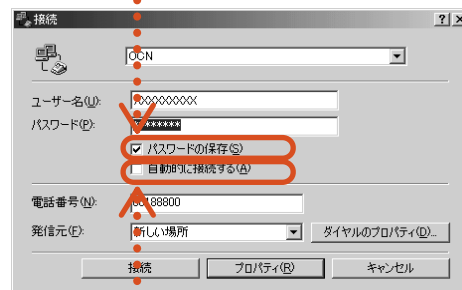 接続
OCN
ユーザー名(U): XXXXXXXXXX
パスワード(P): ********
パスワードの保存(S)
自動的に接続する(A)
電話番号(N): 00188800
発信元(F): 新しい場所 ダイヤルのプロパティ(D)...
接続 プロパティ(R) キャンセル